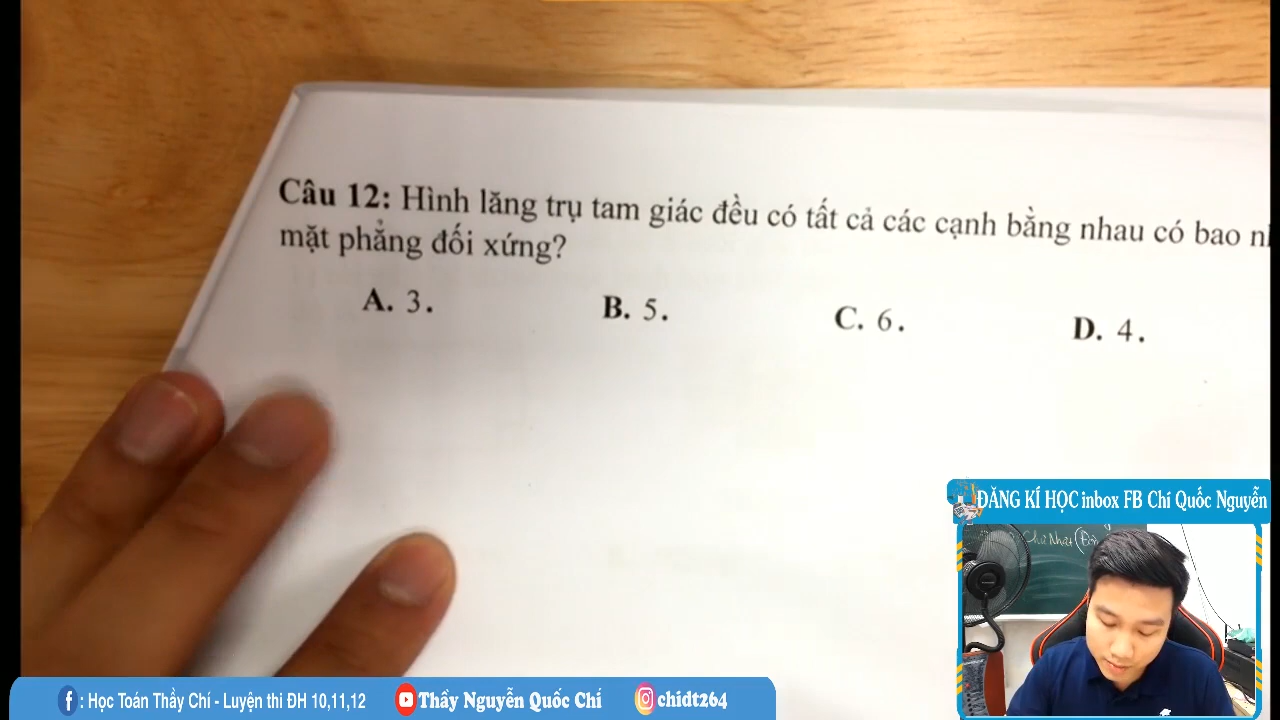 Câu 12: Hình lăng trụ tam giác đều có tất cả các cạnh bằng nhau có bao
mặt phẳng đối xứng?
A. 3. B. 5. C. 6. D. 4.
ĐĂNG KÍ HỌC inbox FB Chí Quốc Nguyễn
Chủ Nhật
: Học Toán Thầy Chí - Luyện thi ĐH 10,11,12 Thầy Nguyễn Quốc Chí chidt264